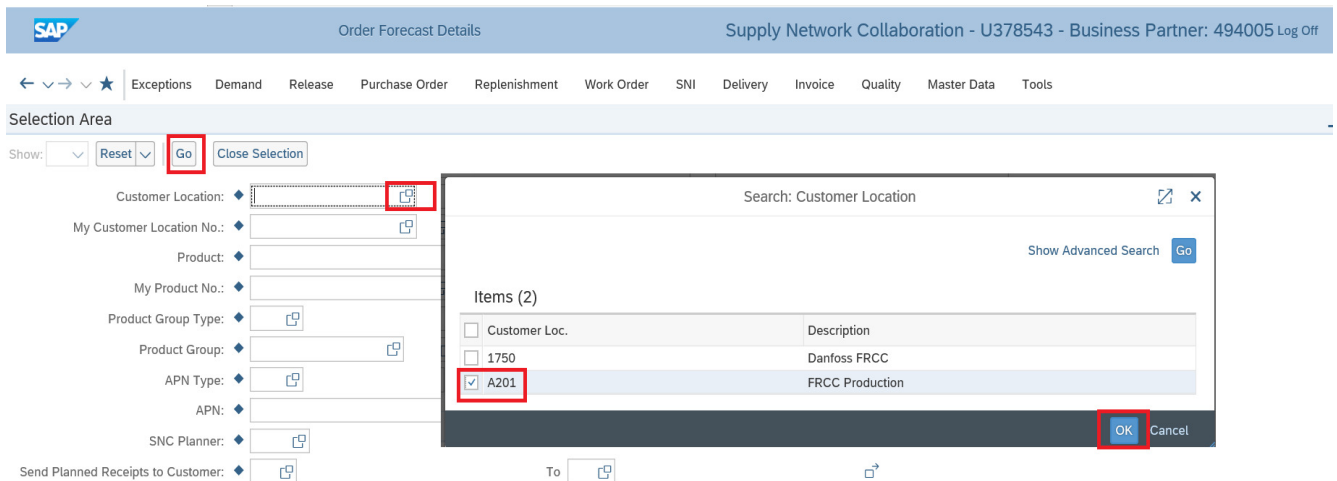 SAP Order Forecast Details Supply Network Collaboration - U378543 - Business Partner: 494005 Log Off
Exceptions Demand Release Purchase Order Replenishment Work Order SNI Delivery Invoice Quality Master Data Tools
Selection Area
Show: Reset Go Close Selection
Customer Location:
My Customer Location No.:
Product:
My Product No.:
Product Group Type:
Product Group:
APN Type:
APN:
SNC Planner:
Send Planned Receipts to Customer: To
Search: Customer Location
Show Advanced Search Go
Items (2)
Customer Loc. Description
1750 Danfoss FRCC
A201 FRCC Production
OK Cancel